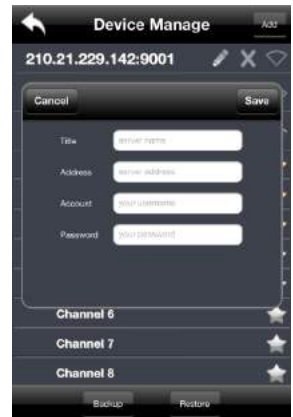 Device Manage
Add
210.21.229.142:9001
Cancel
Save
Title
server name
Address
server address
Account
your username
Password
your password
Channel 6
Channel 7
Channel 8
Backup
Restore